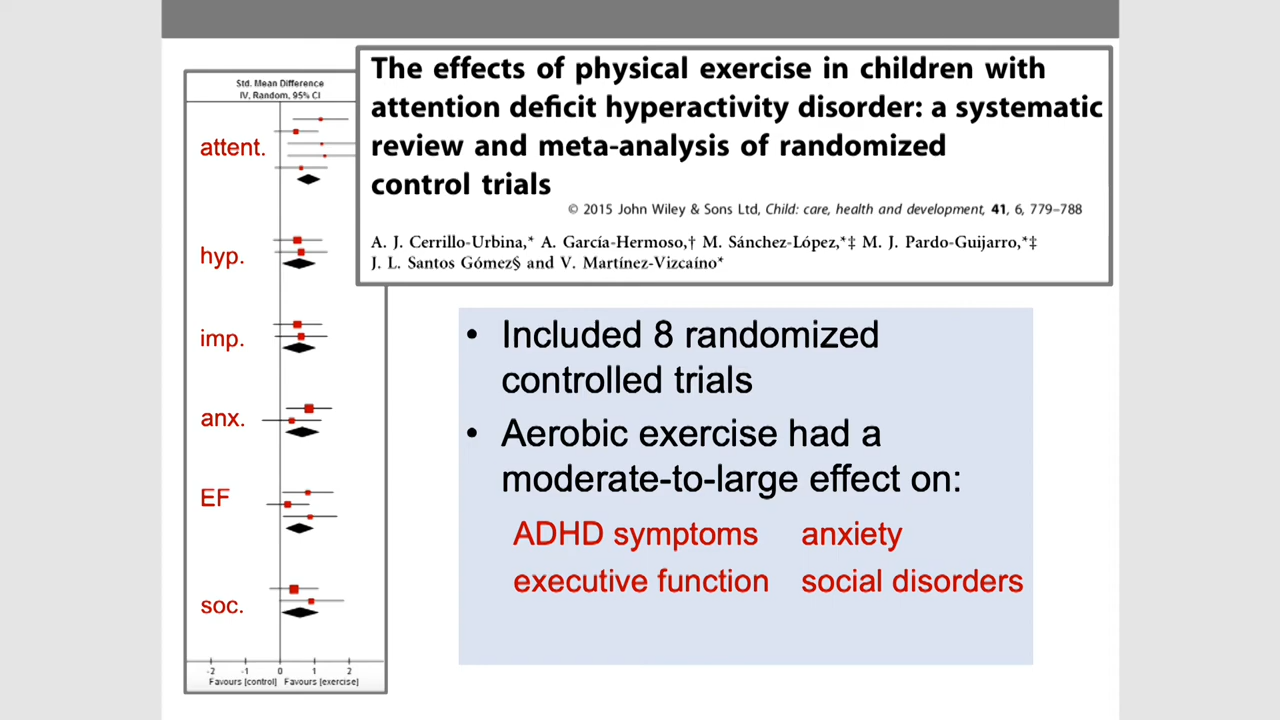 The effects of physical exercise in children with
attention deficit hyperactivity disorder: a systematic
review and meta-analysis of randomized
control trials
© 2015 John Wiley & Sons Ltd, Child: care, health and development, 41, 6, 779–788
A. J. Cerrillo-Urbina,* A. García-Hermoso,† M. Sánchez-López,*‡ M. J. Pardo-Guijarro,*‡
J. L. Santos Gómez§ and V. Martínez-Vizcaíno*
Std. Mean Difference
IV, Random, 95% CI
attent.
hyp.
imp.
anx.
EF
soc.
-2 -1 0 1 2
Favours [control] Favours [exercise]
• Included 8 randomized
controlled trials
• Aerobic exercise had a
moderate-to-large effect on:
ADHD symptoms anxiety
executive function social disorders